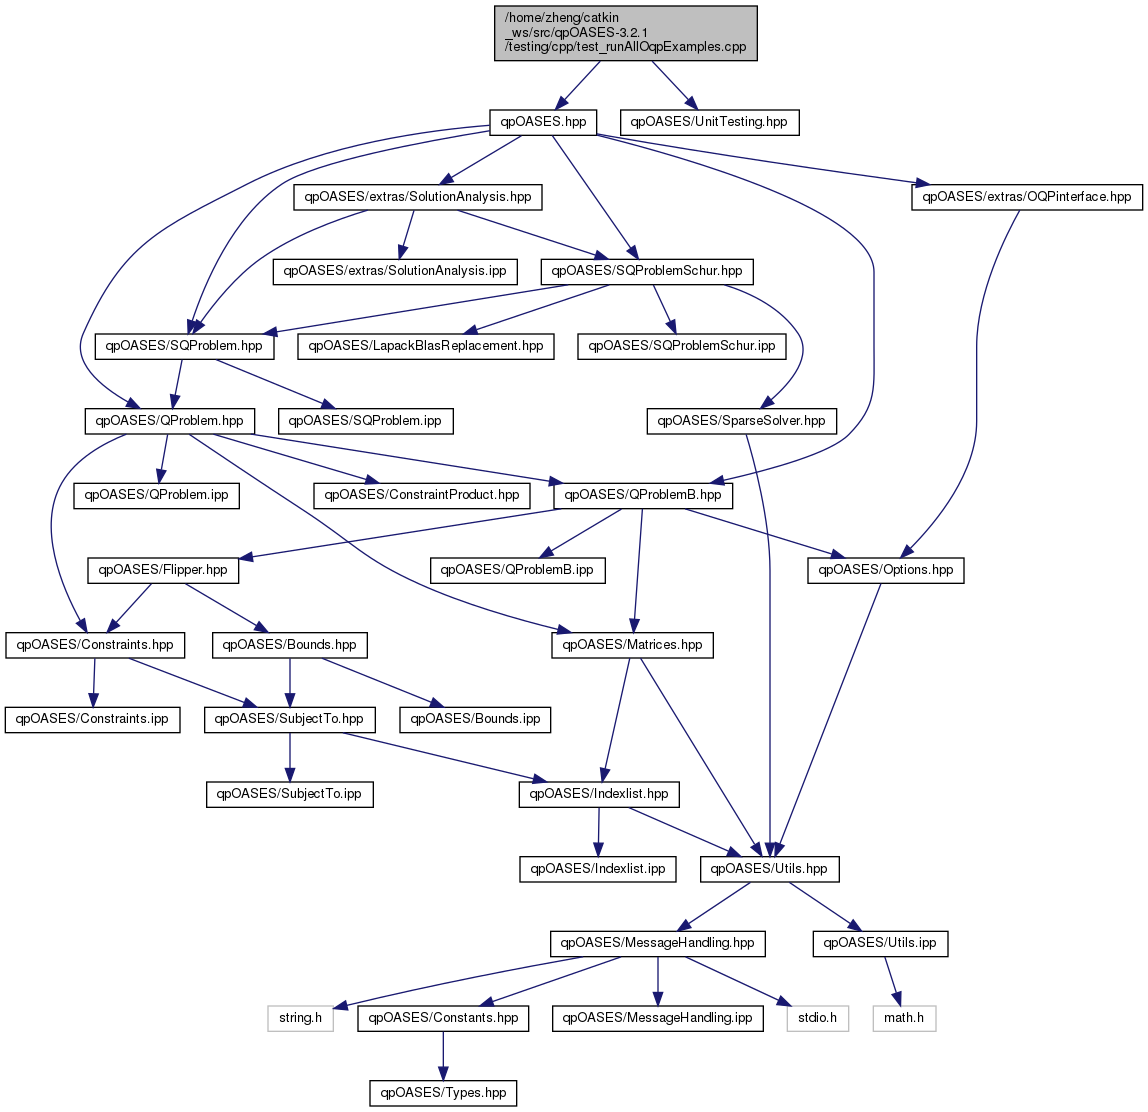 /home/zheng/catkin
_ws/src/qpOASES-3.2.1
/testing/cpp/test_runAllOqpExamples.cpp
qpOASES.hpp
qpOASES/UnitTesting.hpp
qpOASES/extras/SolutionAnalysis.hpp
qpOASES/extras/OQPinterface.hpp
qpOASES/extras/SolutionAnalysis.ipp
qpOASES/SQProblemSchur.hpp
qpOASES/SQProblem.hpp
qpOASES/LapackBlasReplacement.hpp
qpOASES/SQProblemSchur.ipp
qpOASES/QProblem.hpp
qpOASES/SQProblem.ipp
qpOASES/SparseSolver.hpp
qpOASES/QProblem.ipp
qpOASES/ConstraintProduct.hpp
qpOASES/QProblemB.hpp
qpOASES/Flipper.hpp
qpOASES/QProblemB.ipp
qpOASES/Options.hpp
qpOASES/Constraints.hpp
qpOASES/Bounds.hpp
qpOASES/Matrices.hpp
qpOASES/Constraints.ipp
qpOASES/SubjectTo.hpp
qpOASES/Bounds.ipp
qpOASES/SubjectTo.ipp
qpOASES/Indexlist.hpp
qpOASES/Indexlist.ipp
qpOASES/Utils.hpp
qpOASES/MessageHandling.hpp
qpOASES/Utils.ipp
string.h
qpOASES/Constants.hpp
qpOASES/MessageHandling.ipp
stdio.h
math.h
qpOASES/Types.hpp